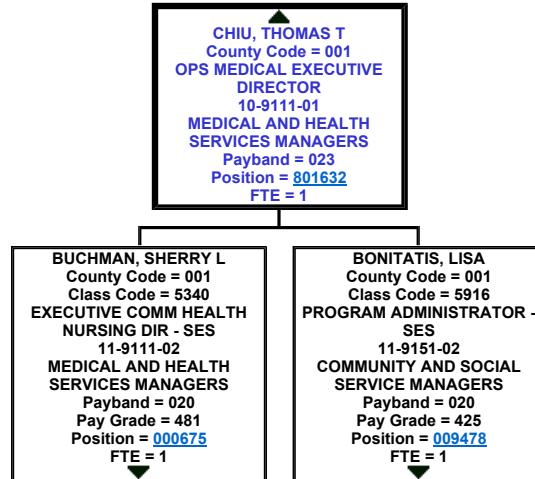 CHIU, THOMAS T
County Code = 001
OPS MEDICAL EXECUTIVE
DIRECTOR
10-9111-01
MEDICAL AND HEALTH
SERVICES MANAGERS
Payband = 023
Position = 801632
FTE = 1
BUCHMAN, SHERRY L
County Code = 001
Class Code = 5340
EXECUTIVE COMM HEALTH
NURSING DIR - SES
11-9111-02
MEDICAL AND HEALTH
SERVICES MANAGERS
Payband = 020
Pay Grade = 481
Position = 000675
FTE = 1
BONITATIS, LISA
County Code = 001
Class Code = 5916
PROGRAM ADMINISTRATOR -
SES
11-9151-02
COMMUNITY AND SOCIAL
SERVICE MANAGERS
Payband = 020
Pay Grade = 425
Position = 009478
FTE = 1